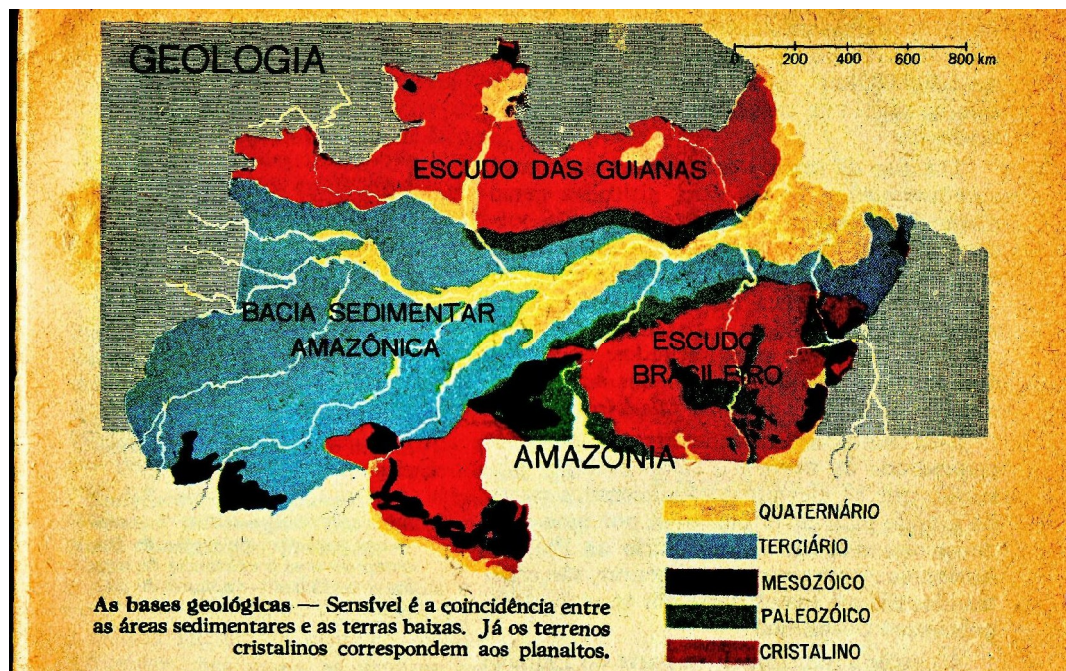 GEOLOGIA
0 200 400 600 800 km
ESCUDO DAS GUIANAS
BACIA SEDIMENTAR
AMAZÔNICA
ESCUDO
BRASILEIRO
AMAZONIA
QUATERNÁRIO
TERCIÁRIO
MESOZÓICO
PALEOZÓICO
CRISTALINO
As bases geológicas — Sensível é a coincidência entre
as áreas sedimentares e as terras baixas. Já os terrenos
cristalinos correspondem aos planaltos.